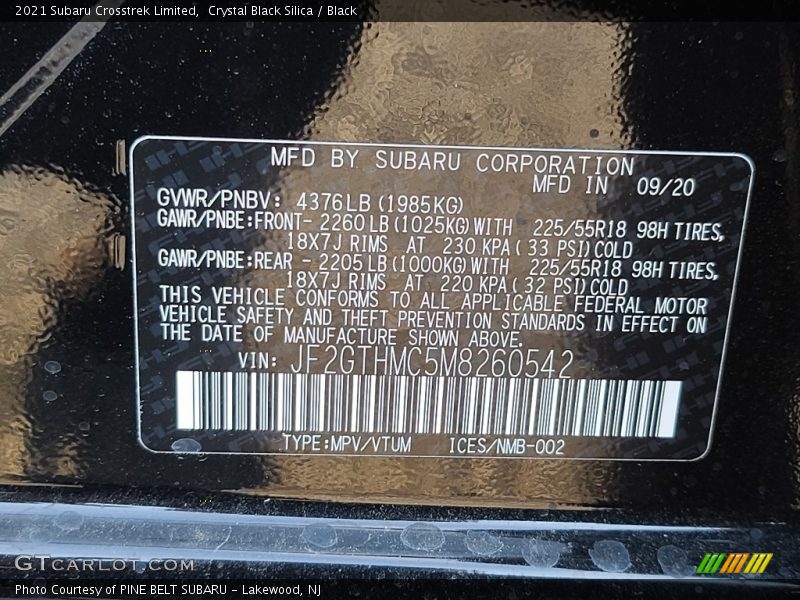 2021 Subaru Crosstrek Limited, Crystal Black Silica / Black
MFD BY SUBARU CORPORATION
MFD IN 09/20
GVWR/PNBV: 4376LB (1985KG)
GAWR/PNBE:FRONT- 2260LB (1025KG) WITH 225/55R18 98H TIRES,
18X7J RIMS AT 230 KPA ( 33 PSI) COLD
GAWR/PNBE:REAR - 2205LB (1000KG) WITH 225/55R18 98H TIRES,
18X7J RIMS AT 220 KPA ( 32 PSI) COLD
THIS VEHICLE CONFORMS TO ALL APPLICABLE FEDERAL MOTOR
VEHICLE SAFETY AND THEFT PREVENTION STANDARDS IN EFFECT ON
THE DATE OF MANUFACTURE SHOWN ABOVE.
VIN: JF2GTHMC5M8260542
TYPE:MPV/VTUM ICES/NMB-002
GTCARLOT.COM
Photo Courtesy of PINE BELT SUBARU - Lakewood, NJ